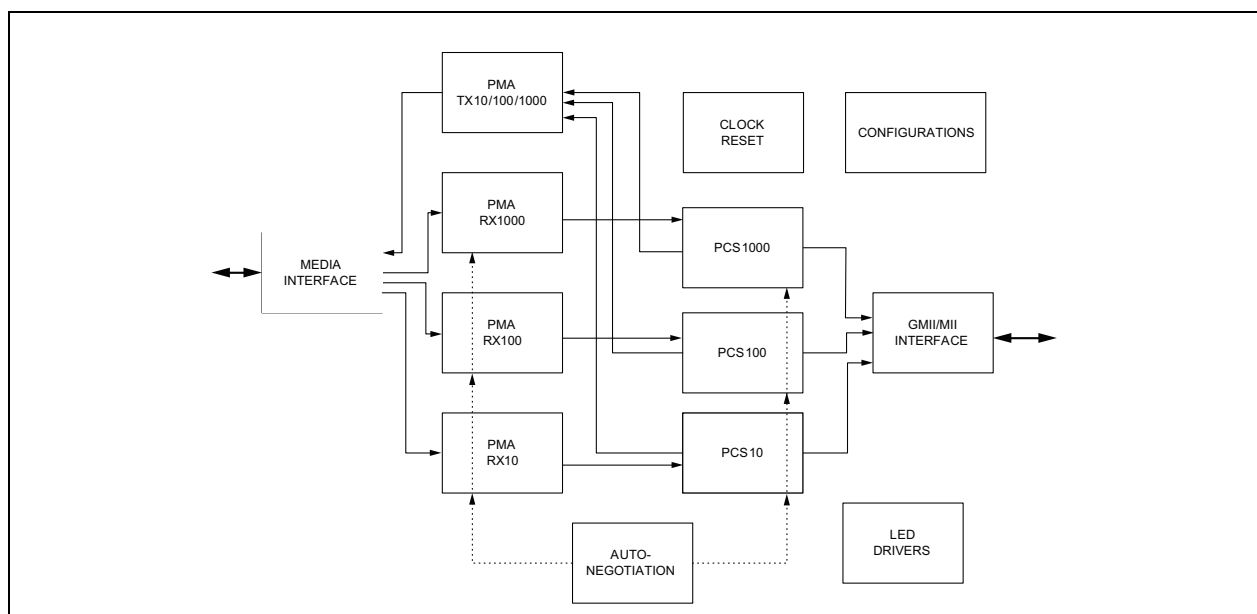 PMA
TX10/100/1000
CLOCK
RESET
CONFIGURATIONS
PMA
RX1000
PCS1000
MEDIA
INTERFACE
PMA
RX100
PCS100
GMII/MII
INTERFACE
PMA
RX10
PCS10
AUTO-
NEGOTIATION
LED
DRIVERS